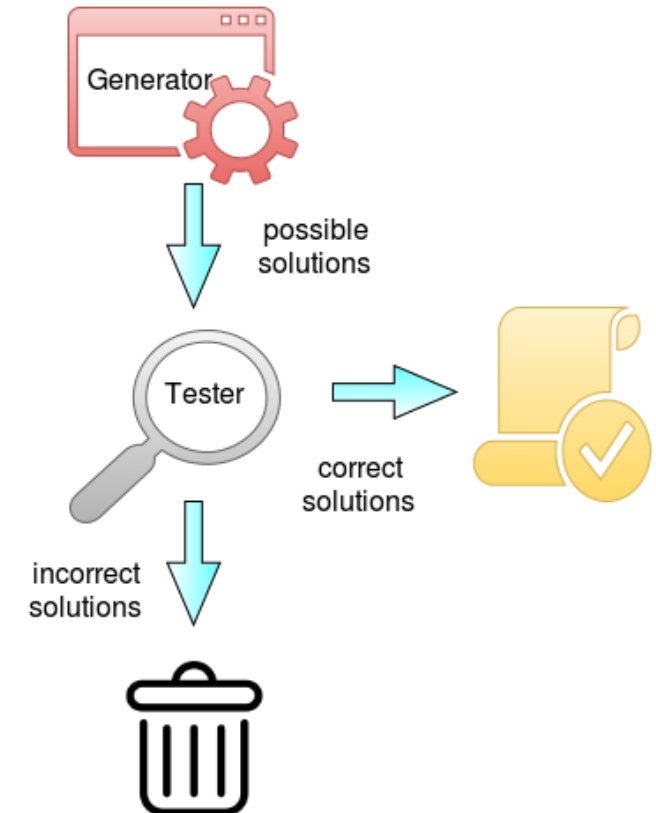 Generator
possible
solutions
Tester
correct
solutions
incorrect
solutions